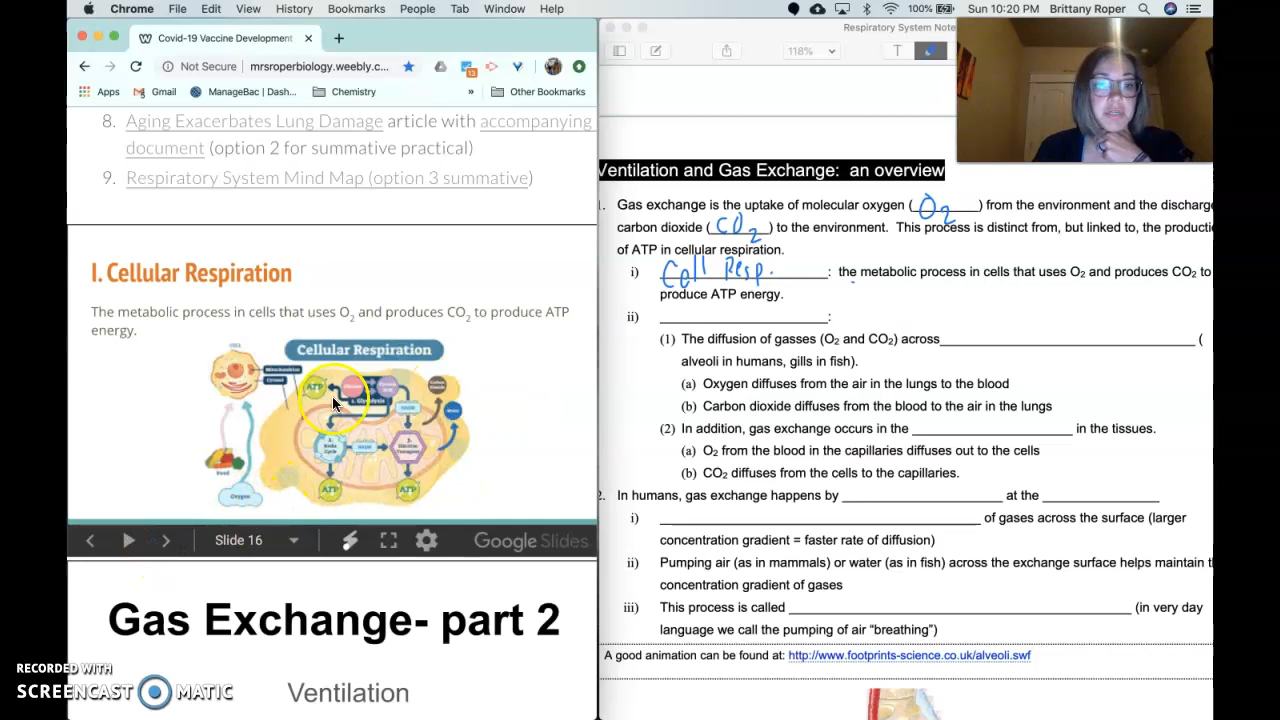 Chrome File Edit View History Bookmarks People Tab Window Help 100% Sun 10:20 PM Brittany Roper
Covid-19 Vaccine Development
Not Secure mrsroperbiology.weebly.c...
13
Apps Gmail ManageBac | Dash... Chemistry » Other Bookmarks
8. Aging Exacerbates Lung Damage article with accompanying
document (option 2 for summative practical)
9. Respiratory System Mind Map (option 3 summative)
I. Cellular Respiration
The metabolic process in cells that uses O2 and produces CO2 to produce ATP
energy.
Cellular Respiration
ATP
ATP
ATP
Oxygen
Slide 16
Google Slides
Gas Exchange- part 2
Ventilation
RECORDED WITH
SCREENCAST MATIC
Respiratory System Note
118%
T
Ventilation and Gas Exchange: an overview
Gas exchange is the uptake of molecular oxygen ( O2 ) from the environment and the discharg
carbon dioxide ( CO2 ) to the environment. This process is distinct from, but linked to, the producti
of ATP in cellular respiration.
i) Cell Resp. : the metabolic process in cells that uses O2 and produces CO2 to
produce ATP energy.
ii) ____________________:
(1) The diffusion of gasses (O2 and CO2) across______________________________ (
alveoli in humans, gills in fish).
(a) Oxygen diffuses from the air in the lungs to the blood
(b) Carbon dioxide diffuses from the blood to the air in the lungs
(2) In addition, gas exchange occurs in the ____________________ in the tissues.
(a) O2 from the blood in the capillaries diffuses out to the cells
(b) CO2 diffuses from the cells to the capillaries.
2. In humans, gas exchange happens by ____________________ at the ______________
i) ______________________________ of gases across the surface (larger
concentration gradient = faster rate of diffusion)
ii) Pumping air (as in mammals) or water (as in fish) across the exchange surface helps maintain t
concentration gradient of gases
iii) This process is called ______________________________ (in very day
language we call the pumping of air “breathing”)
A good animation can be found at: http://www.footprints-science.co.uk/alveoli.swf